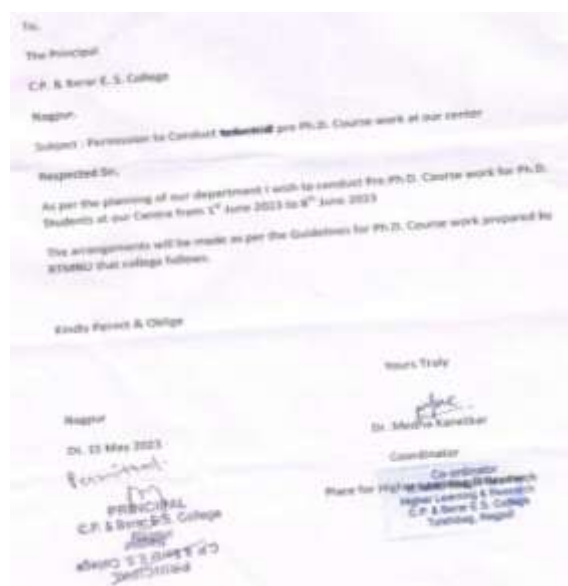 To,
The Principal
C.P. & Berar E. S. College
Nagpur.
Subject : Permission to Conduct pre Ph.D. Course work at our center
Respected Sir,
As per the planning of our department I wish to conduct Pre Ph.D. Course work for Ph.D.
Students at our Centre from 1st June 2023 to 8th June 2023
The arrangements will be made as per the Guidelines for Ph.D. Course work prepared by
RTMNU that college follows.
Kindly Permit & Oblige
Yours Truly
Nagpur
Dr. Medha Kanetkar
Dt. 15 May 2023
Coordinator
Permitted
Co-ordinator
Place for Higher
Higher Learning & Research
PRINCIPAL
C.P. & Berar E.S. College
C.P. & Berar E.S. College
Tulshibag, Nagpur
Nagpur
C.P. & Berar E.S. College
PRINCIPAL